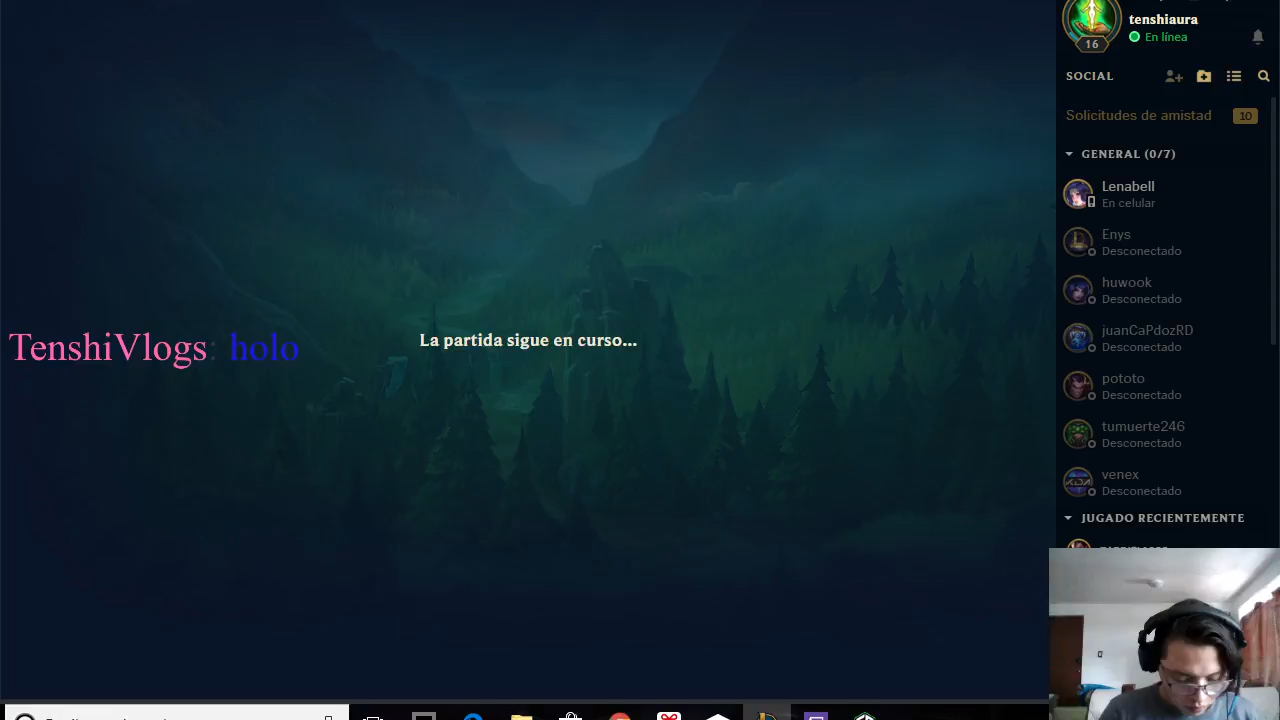 tenshiaura
16
En línea
SOCIAL
Solicitudes de amistad 10
GENERAL (0/7)
Lenabell
En celular
Enys
Desconectado
huwook
Desconectado
TenshiVlogs: holo
La partida sigue en curso...
juanCaPdozRD
Desconectado
pototo
Desconectado
tumuerte246
Desconectado
venex
Desconectado
JUGADO RECIENTEMENTE